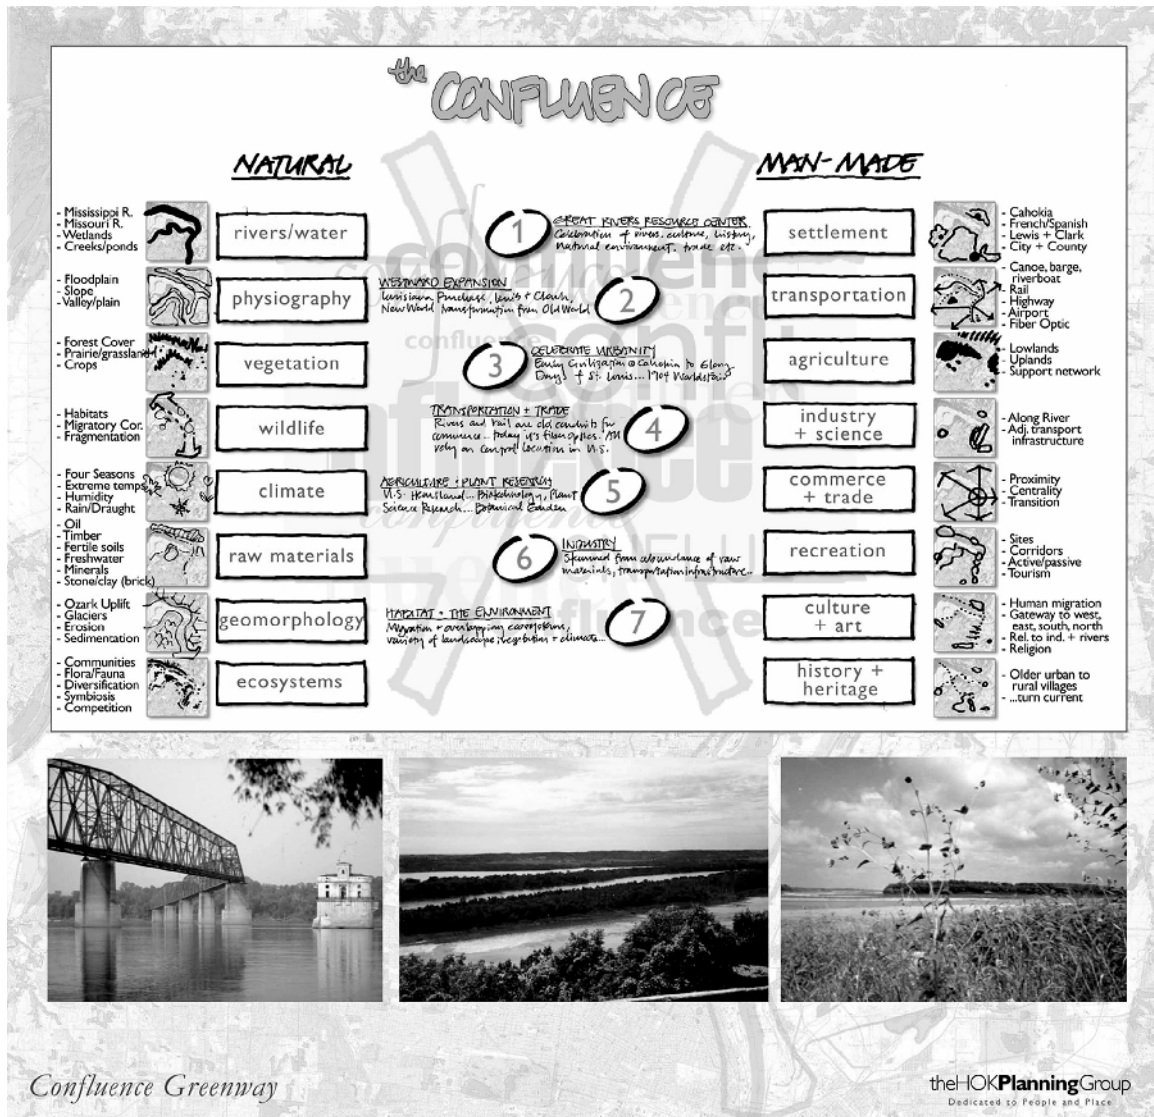 the
CONFLUENCE
NATURAL
- Mississippi R.
- Missouri R.
- Wetlands
- Creeks/ponds
rivers/water
- Floodplain
- Slope
- Valley/plain
physiography
- Forest Cover
- Prairie/grassland
- Crops
vegetation
- Habitats
- Migratory Cor.
- Fragmentation
wildlife
- Four Seasons
- Extreme temps
- Humidity
- Rain/Draught
climate
- Oil
- Timber
- Fertile soils
- Freshwater
- Minerals
- Stone/clay (brick)
raw materials
- Ozark Uplift
- Glaciers
- Erosion
- Sedimentation
geomorphology
- Communities
- Flora/Fauna
- Diversification
- Symbiosis
- Competition
ecosystems
1
GREAT RIVERS RESOURCE CENTER
Celebration of rivers, culture, history,
natural environment, trade etc.
WESTWARD EXPANSION
Louisiana Purchase, Lewis + Clark,
New World transformation from Old World
2
3
CELEBRATE URBANITY
Early Civilization @ Cahokia to Glory
Days of St. Louis... 1904 Worldsfair
TRANSPORTATION + TRADE
Rivers and rail are old conduits for
commerce... today it's fiber optics. All
rely on central location in U.S.
4
AGRICULTURE + PLANT RESEARCH
U.S. Heartland... Biotechnology, Plant
Science Research... Botanical Garden
5
6
INDUSTRY
Stemmed from abundance of raw
materials, transportation infrastructure...
HABITAT + THE ENVIRONMENT
Migration + overlapping ecosystems,
variety of landscape, vegetation + climate...
7
confluence
MAN-MADE
settlement
- Cahokia
- French/Spanish
- Lewis + Clark
- City + County
transportation
- Canoe, barge,
riverboat
- Rail
- Highway
- Airport
- Fiber Optic
agriculture
- Lowlands
- Uplands
- Support network
industry
+ science
- Along River
- Adj. transport
infrastructure
commerce
+ trade
- Proximity
- Centrality
- Transition
recreation
- Sites
- Corridors
- Active/passive
- Tourism
culture
+ art
- Human migration
- Gateway to west,
east, south, north
- Rel. to ind. + rivers
- Religion
history +
heritage
- Older urban to
rural villages
- ...turn current
Confluence Greenway
theHOKPlanningGroup
Dedicated to People and Place